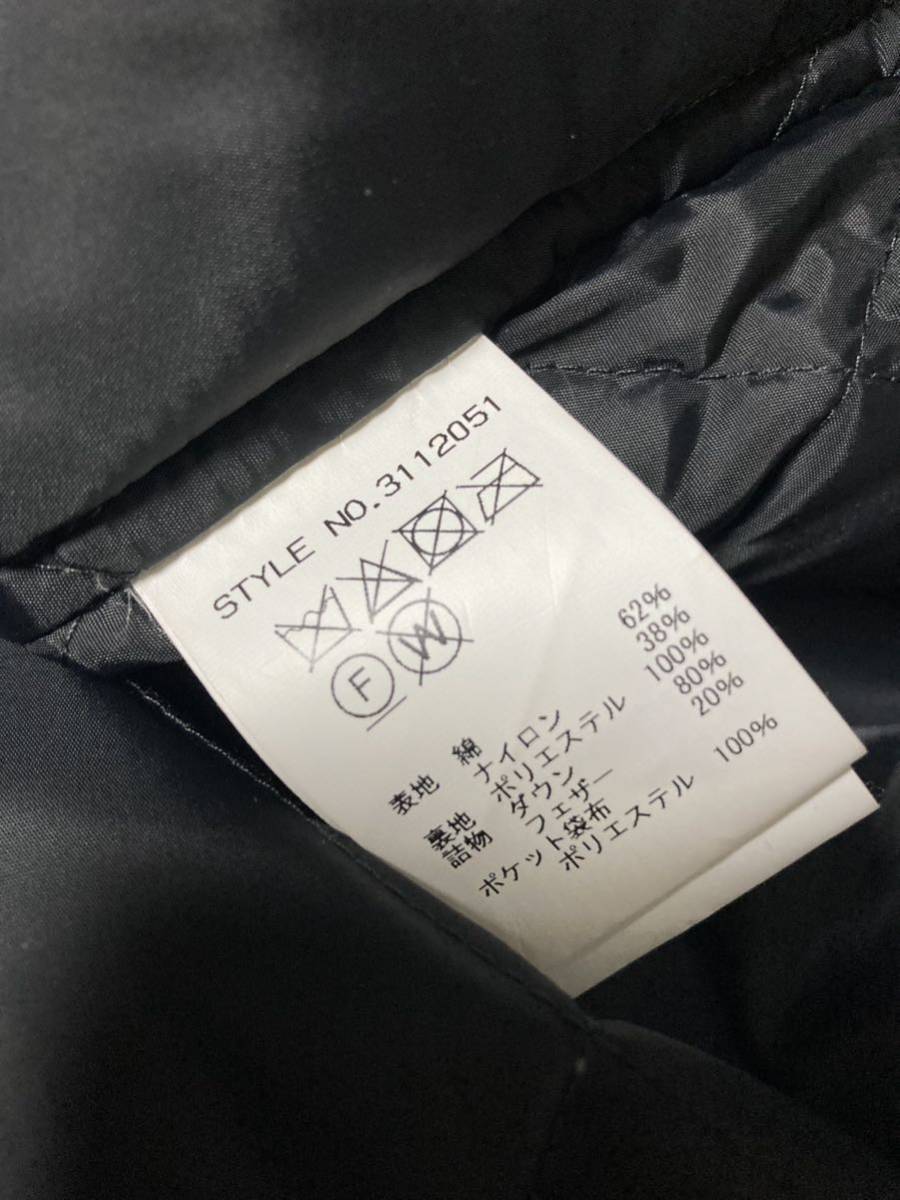 STYLE NO.3112051
F W
表地 綿 62%
ナイロン 38%
裏地 ポリエステル 100%
詰物 ダウン 80%
フェザー 20%
ポケット袋布
ポリエステル 100%